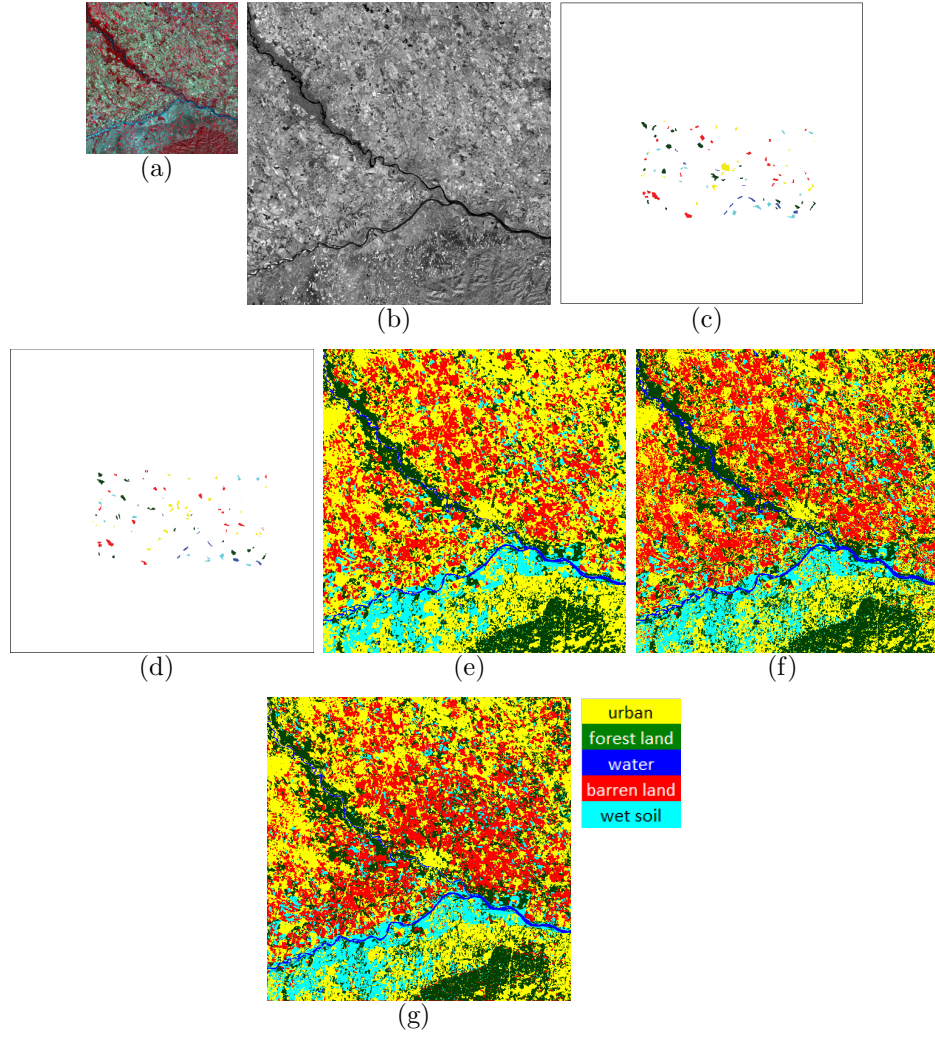 (a)
(b)
(c)
(d)
(e)
(f)
urban
forest land
water
barren land
wet soil
(g)